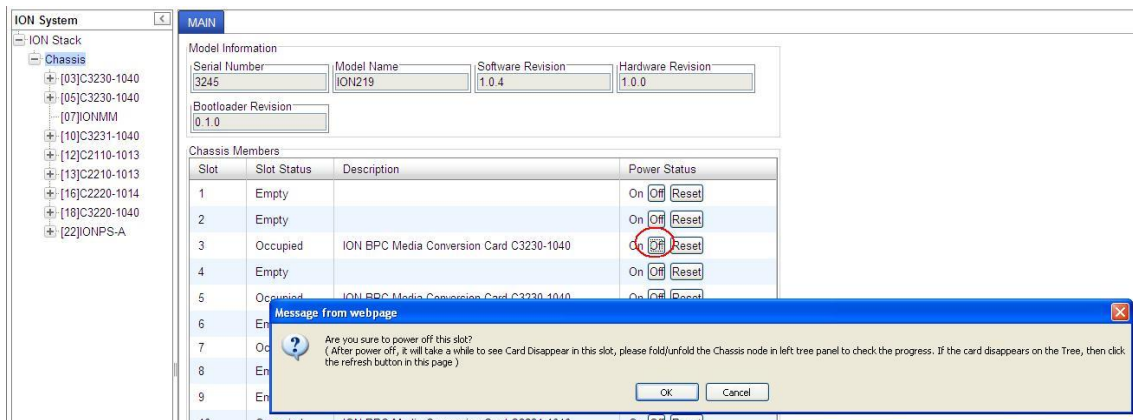 ION System
ION Stack
Chassis
[03]C3230-1040
[05]C3230-1040
[07]IONMM
[10]C3231-1040
[12]C2110-1013
[13]C2210-1013
[16]C2220-1014
[18]C3220-1040
[22]IONPS-A
MAIN
Model Information
Serial Number Model Name Software Revision Hardware Revision
3245 ION219 1.0.4 1.0.0
Bootloader Revision
0.1.0
Chassis Members
Slot Slot Status Description Power Status
1 Empty On Off Reset
2 Empty On Off Reset
3 Occupied ION BPC Media Conversion Card C3230-1040 On Off Reset
4 Empty On Off Reset
5 Occupied ION BPC Media Conversion Card C3230-1040 On Off Reset
6
7
8
9
Message from webpage
Are you sure to power off this slot?
( After power off, it will take a while to see Card Disappear in this slot, please fold/unfold the Chassis node in left tree panel to check the progress. If the card disappears on the Tree, then click
the refresh button in this page )
OK Cancel